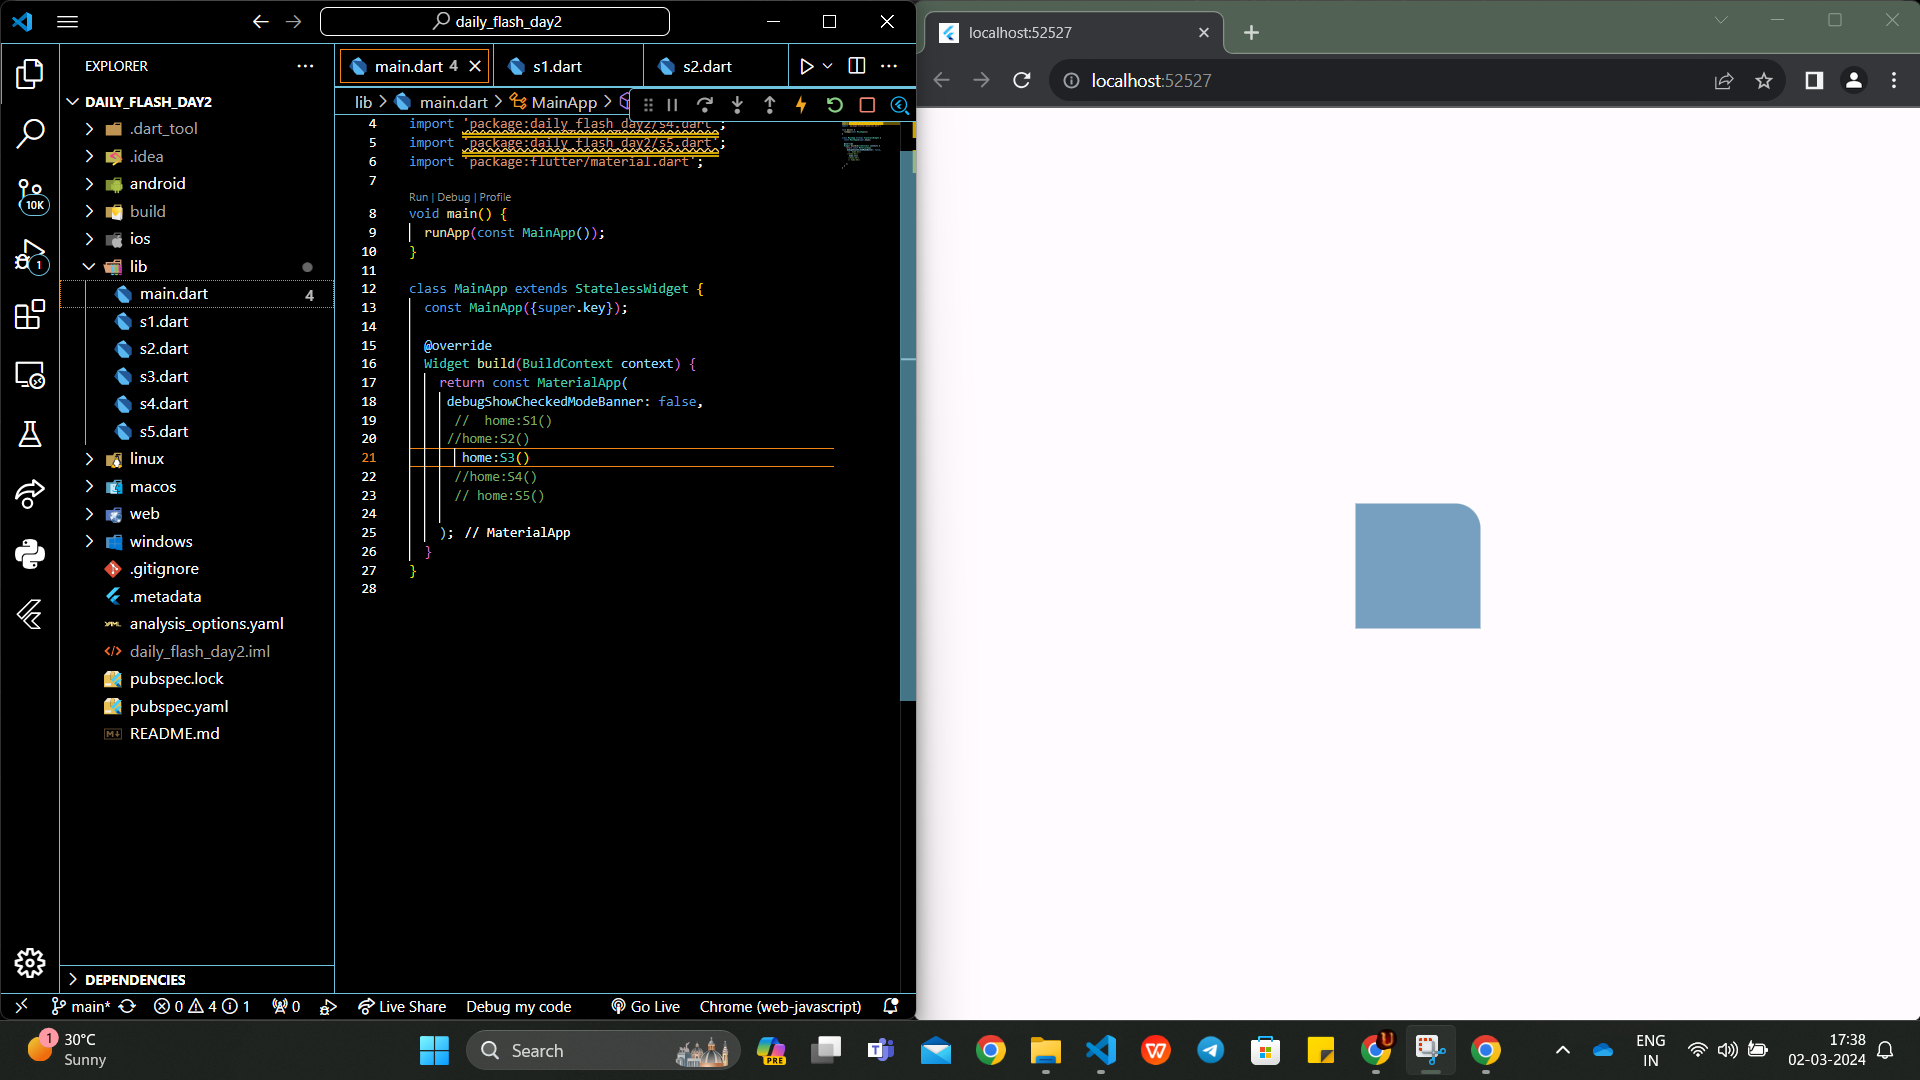 daily_flash_day2
EXPLORER
main.dart 4
s1.dart
s2.dart
DAILY_FLASH_DAY2
.dart_tool
.idea
android
build
ios
lib
main.dart 4
s1.dart
s2.dart
s3.dart
s4.dart
s5.dart
linux
macos
web
windows
.gitignore
.metadata
analysis_options.yaml
daily_flash_day2.iml
pubspec.lock
pubspec.yaml
README.md
DEPENDENCIES
10K
1
lib > main.dart > MainApp >
4 import 'package:daily_flash_day2/s4.dart';
5 import 'package:daily_flash_day2/s5.dart';
6 import 'package:flutter/material.dart';
7
Run | Debug | Profile
8 void main() {
9 runApp(const MainApp());
10 }
11
12 class MainApp extends StatelessWidget {
13 const MainApp({super.key});
14
15 @override
16 Widget build(BuildContext context) {
17 return const MaterialApp(
18 debugShowCheckedModeBanner: false,
19 //  home:S1()
20 //home:S2()
21 home:S3()
22 //home:S4()
23 // home:S5()
24
25 ); // MaterialApp
26 }
27 }
28
main* 0 4 1 0 Live Share Debug my code Go Live Chrome (web-javascript)
localhost:52527
localhost:52527
1
30°C
Sunny
Search
PRE
ENG
IN
17:38
02-03-2024